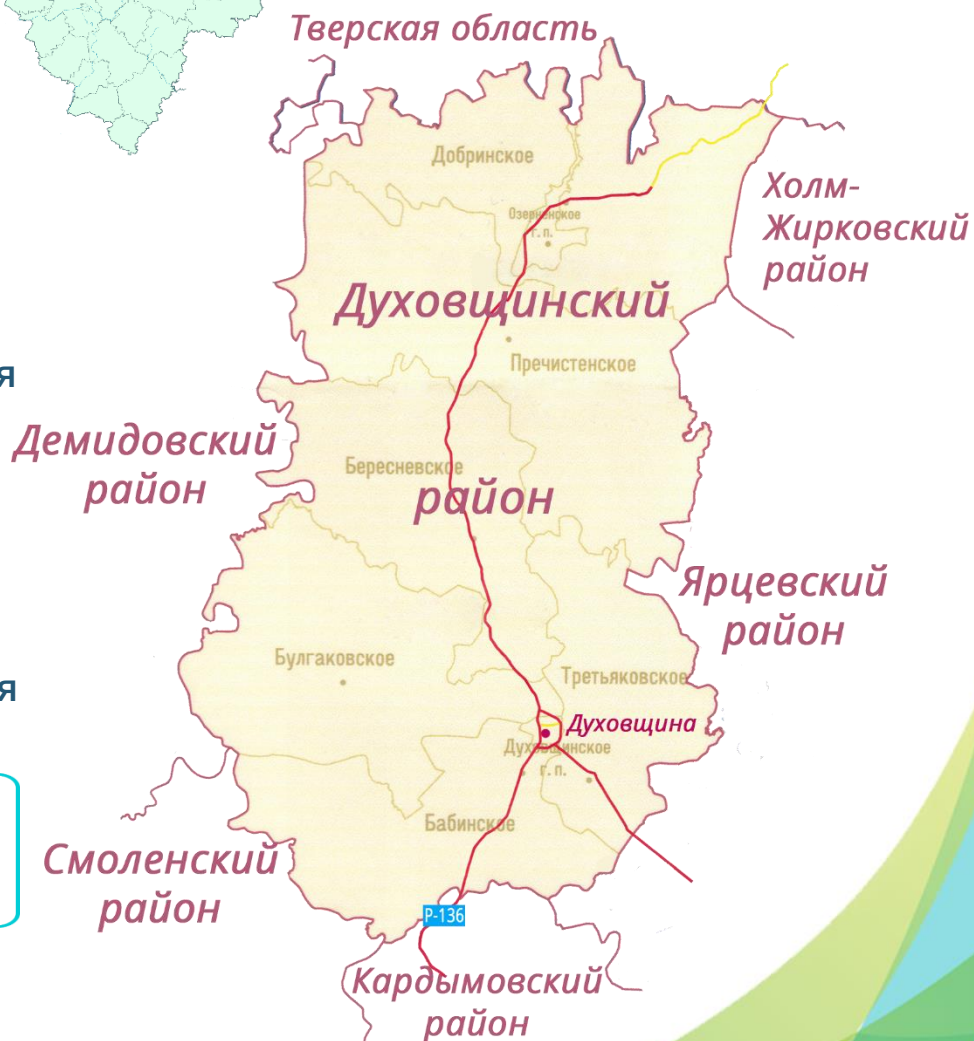 Тверская область
Добринское
Холм-
Жирковский
район
Озерненское
г.п.
Духовщинский
Пречистенское
я
Демидовский
район
Бересневское
район
Ярцевский
район
Булгаковское
Третьяковское
я
Духовщина
Духовщинское
г.п.
Бабинское
Смоленский
район
Р-136
Кардымовский
район